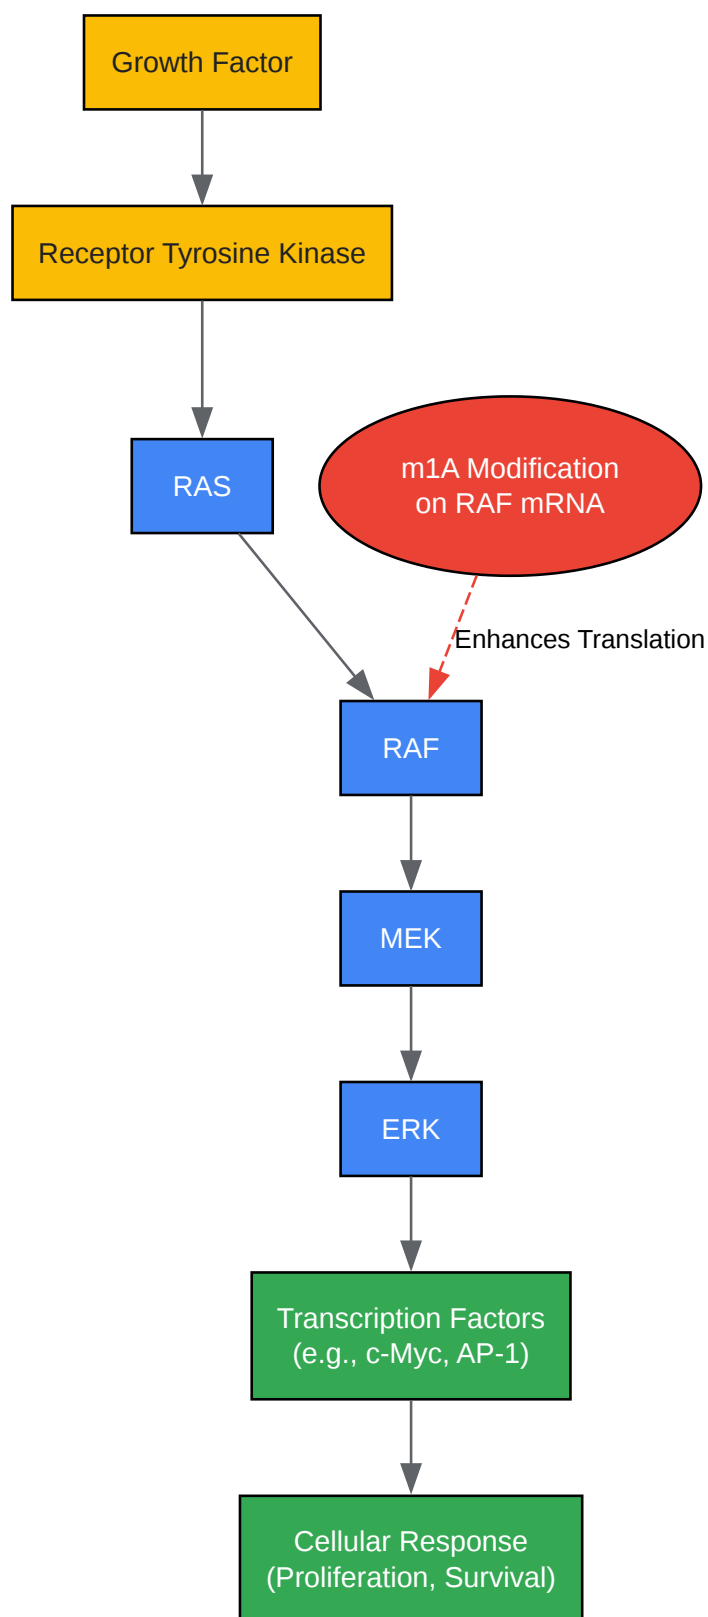 Growth Factor
Receptor Tyrosine Kinase
RAS
m1A Modification
on RAF mRNA
Enhances Translation
RAF
MEK
ERK
Transcription Factors
(e.g., c-Myc, AP-1)
Cellular Response
(Proliferation, Survival)